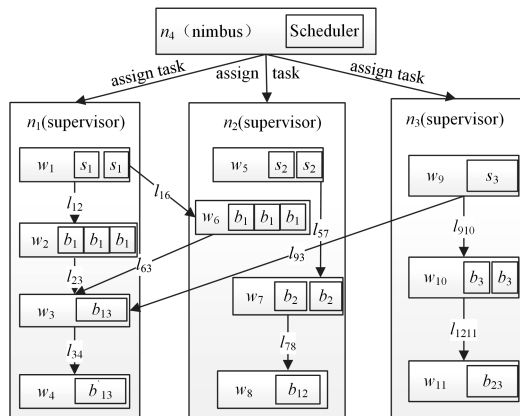 n4 (nimbus) Scheduler
assign task assign task assign task
n1(supervisor) n2(supervisor) n3(supervisor)
w1 s1 s1 w5 s2 s2 w9 s3
l12 l16
w6 b1 b1 b1 l57
w2 b1 b1 b1 l910
l23 l63 l93
w10 b3 b3
w7 b2 b2
w3 b13
l34 l78 l1211
w4 b13 w8 b12 w11 b23